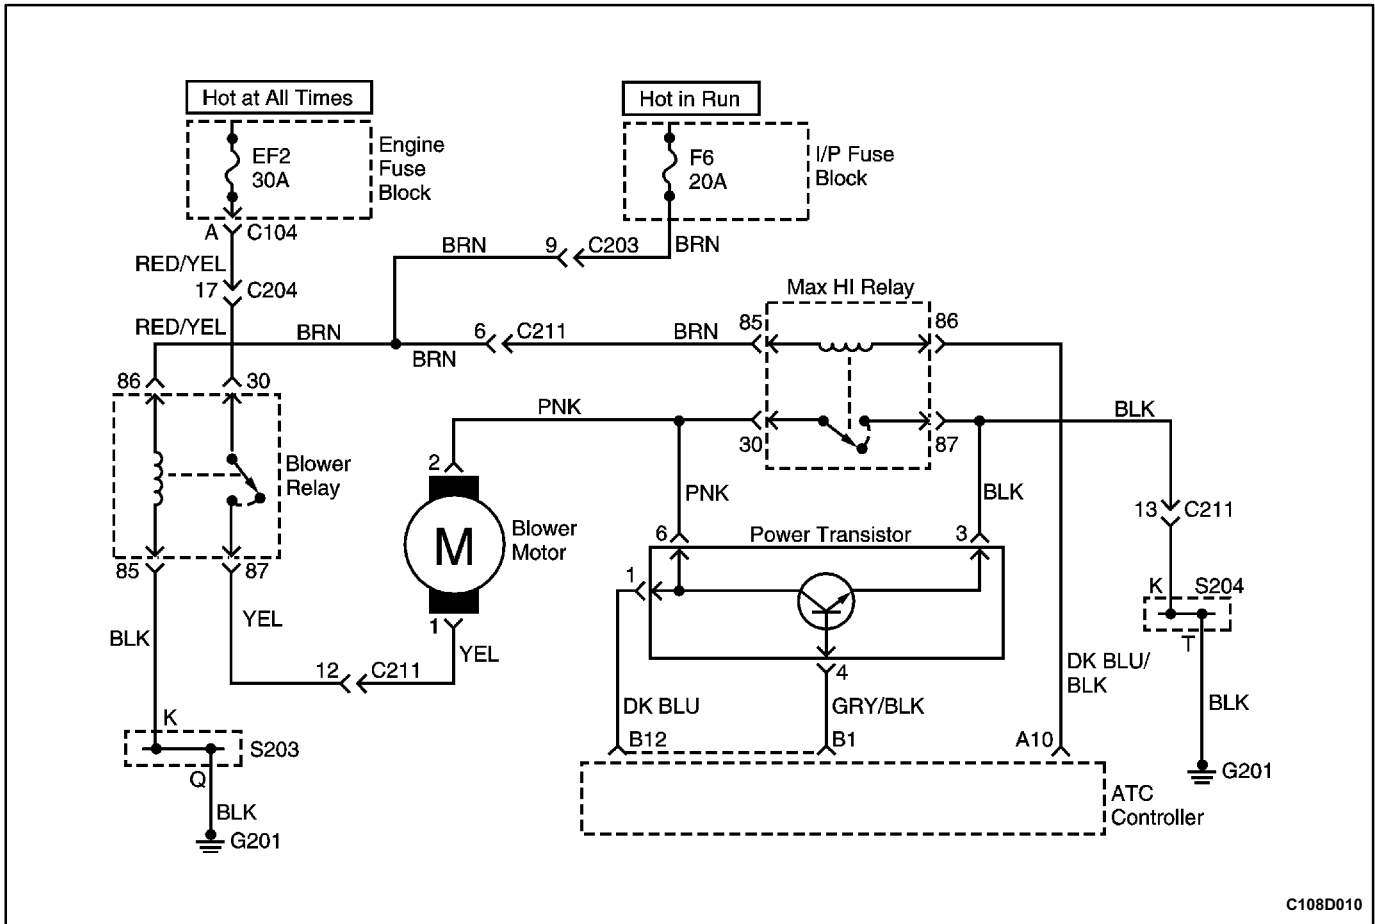 Hot at All Times
Hot in Run
EF2
30A
Engine
Fuse
Block
F6
20A
I/P Fuse
Block
A
C104
RED/YEL
17
C204
RED/YEL
BRN
9
C203
BRN
BRN
BRN
6
C211
BRN
Max HI Relay
85
86
86
30
PNK
30
87
BLK
Blower
Relay
2
PNK
BLK
13
C211
M
Blower
Motor
6
Power Transistor
3
85
87
1
K
S204
YEL
BLK
1
YEL
T
12
C211
4
DK BLU/
BLK
DK BLU
GRY/BLK
BLK
K
S203
B12
B1
A10
Q
G201
BLK
ATC
Controller
G201
C108D010